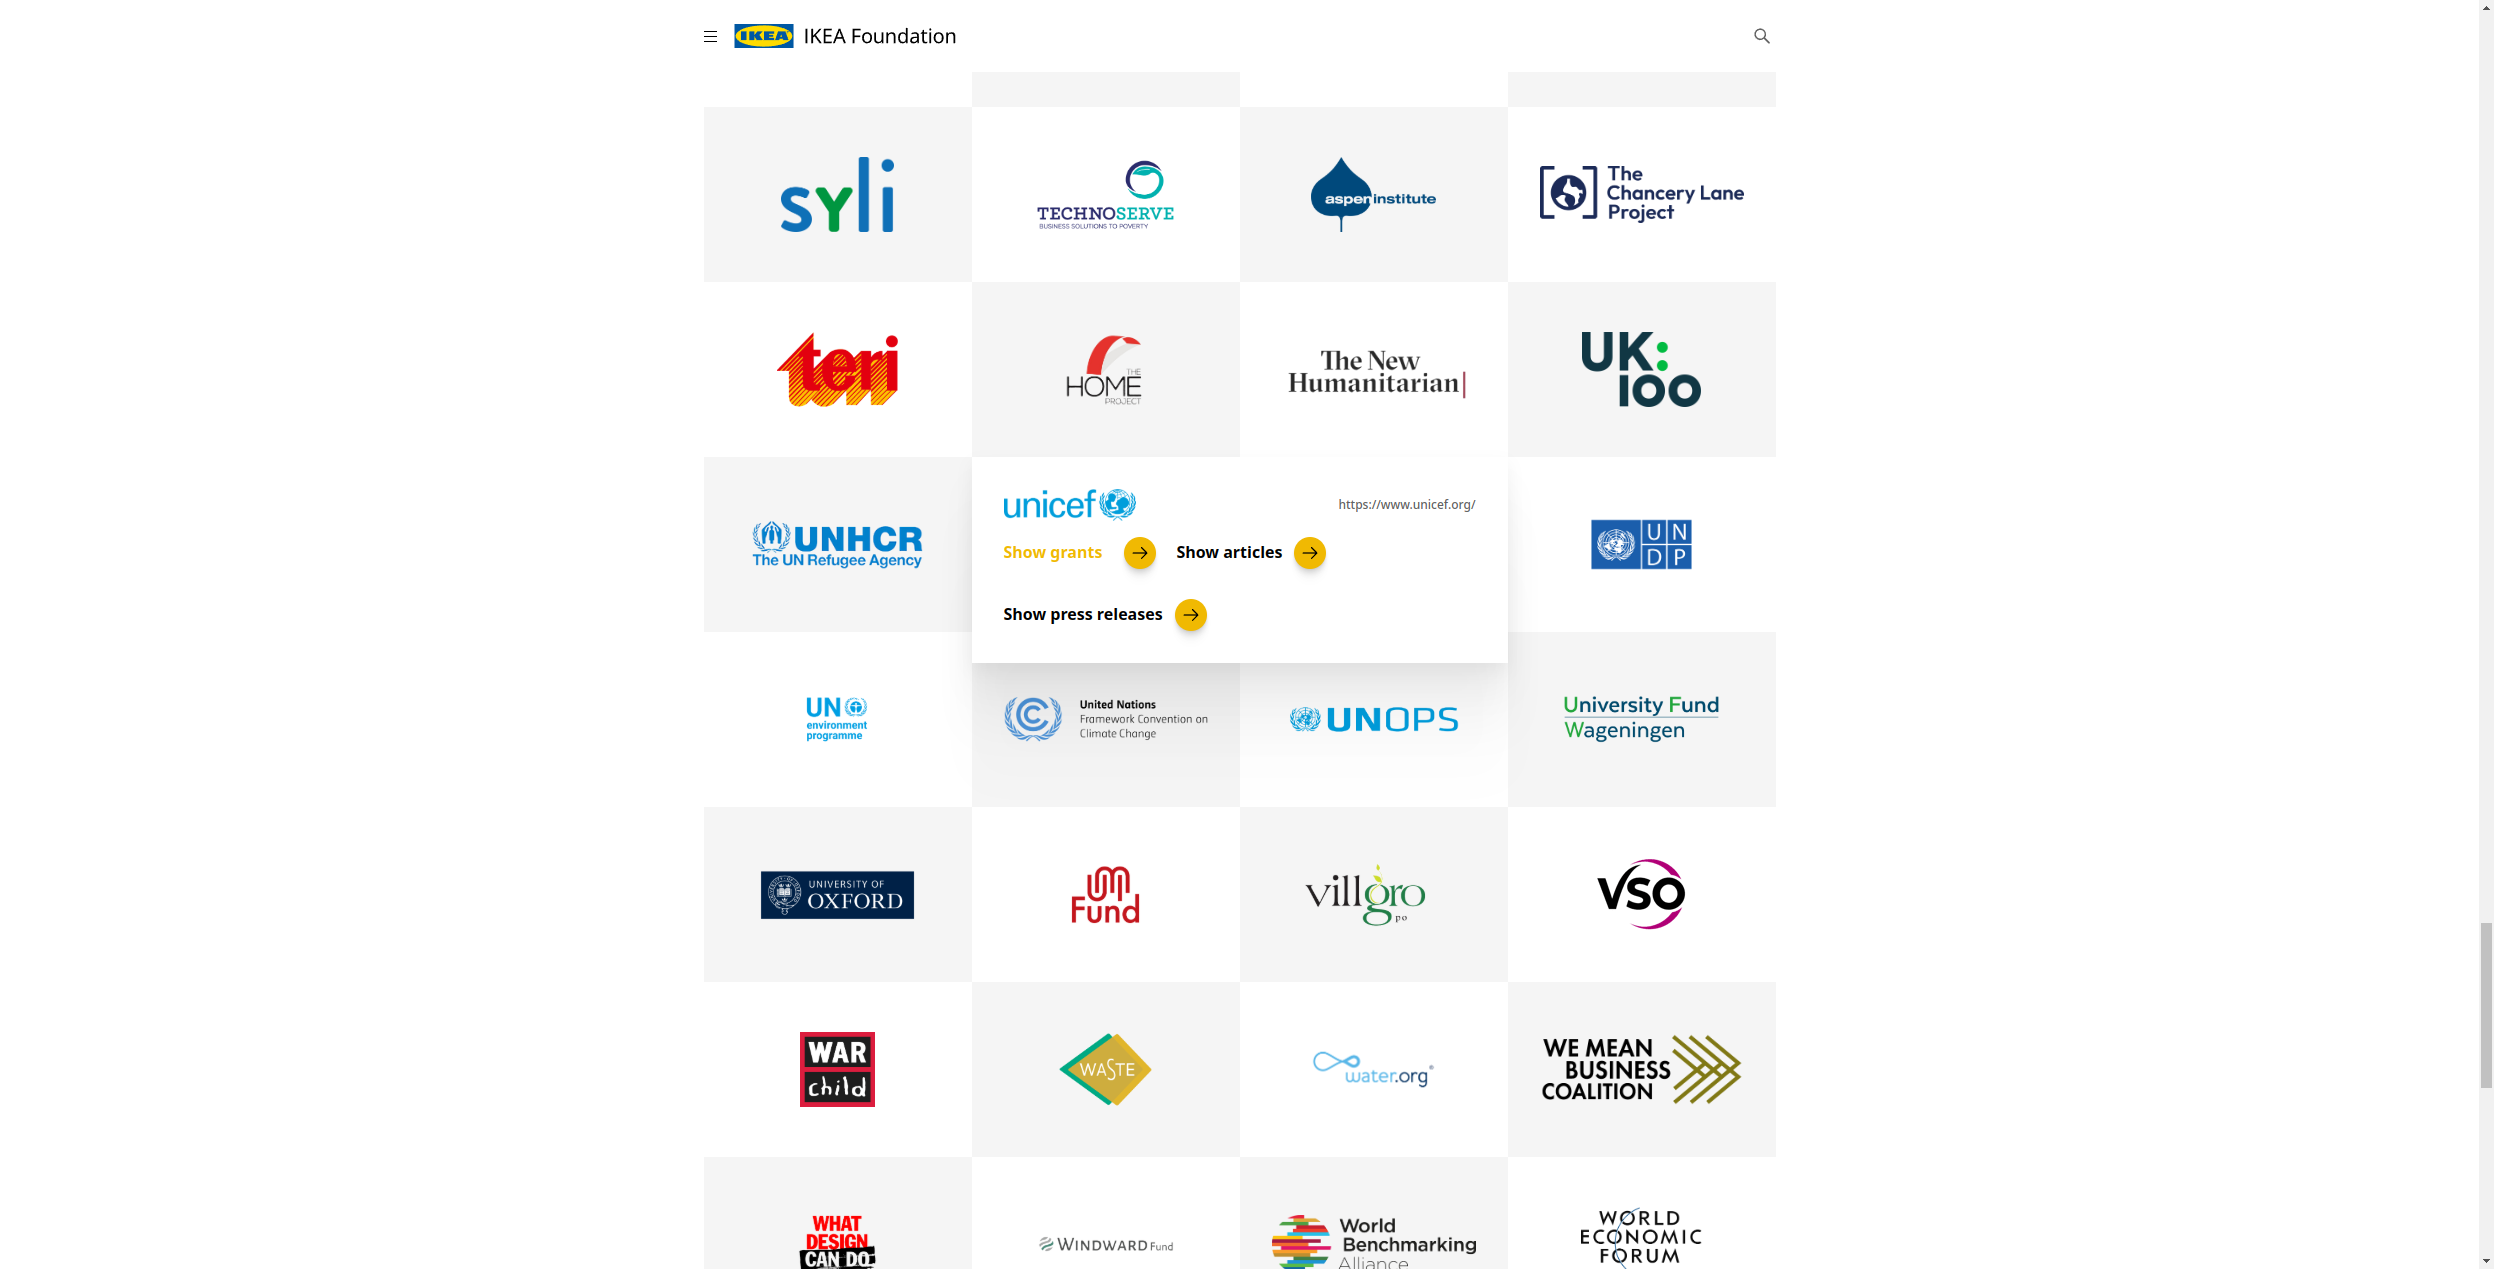 IKEA
IKEA Foundation
syli
TECHNOSERVE
BUSINESS SOLUTIONS TO POVERTY
aspen institute
The
Chancery Lane
Project
teri
THE
HOME
PROJECT
The New
Humanitarian
UK:
100
UNHCR
The UN Refugee Agency
unicef
https://www.unicef.org/
Show grants
Show articles
Show press releases
UN
DP
UN
environment
programme
United Nations
Framework Convention on
Climate Change
UNOPS
University Fund
Wageningen
UNIVERSITY OF
OXFORD
Fund
villgro
po
VSO
WAR
child
WASTE
water.org®
WE MEAN
BUSINESS
COALITION
WHAT
DESIGN
CAN DO
WINDWARD Fund
World
Benchmarking
Alliance
WORLD
ECONOMIC
FORUM